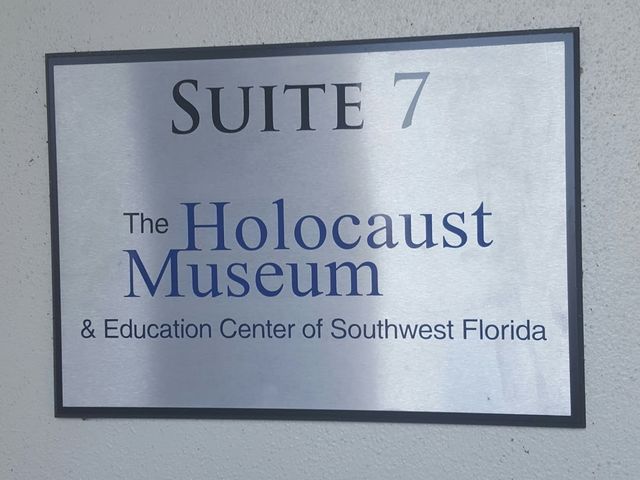 SUITE 7
The Holocaust
Museum
& Education Center of Southwest Florida